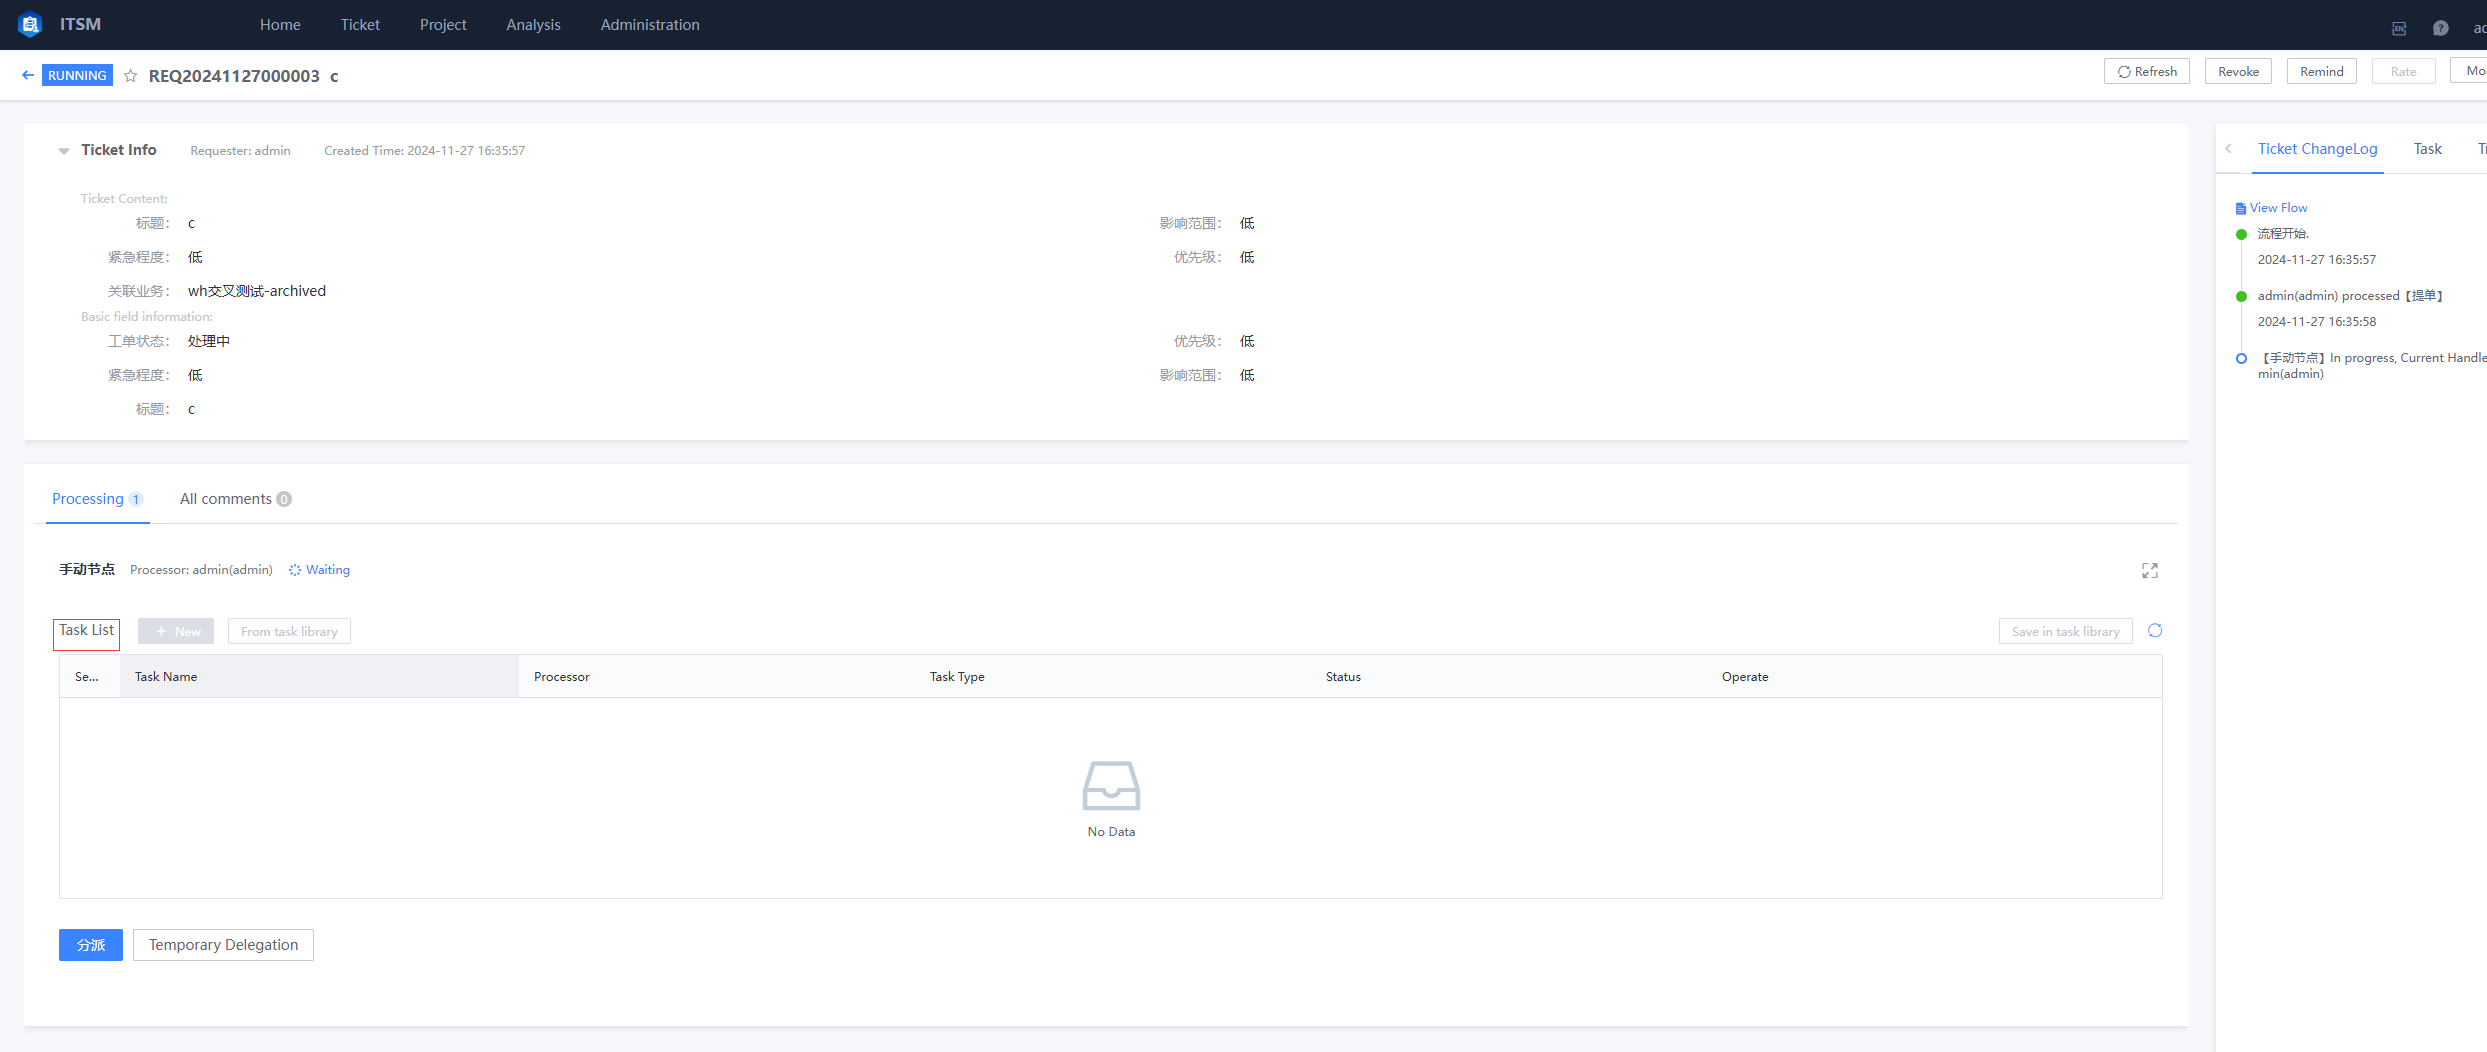 ITSM Home Ticket Project Analysis Administration EN ?
RUNNING REQ20241127000003 c Refresh Revoke Remind Rate
Ticket Info Requester: admin Created Time: 2024-11-27 16:35:57
Ticket Content:
标题： c 影响范围： 低
紧急程度： 低 优先级： 低
关联业务： wh交叉测试-archived
Basic field information:
工单状态： 处理中 优先级： 低
紧急程度： 低 影响范围： 低
标题： c
Processing 1 All comments 0
手动节点 Processor: admin(admin) Waiting
Task List + New From task library Save in task library
Se... Task Name Processor Task Type Status Operate
No Data
分派 Temporary Delegation
Ticket ChangeLog Task
View Flow
流程开始.
2024-11-27 16:35:57
admin(admin) processed【提单】
2024-11-27 16:35:58
【手动节点】In progress, Current Handle
min(admin)